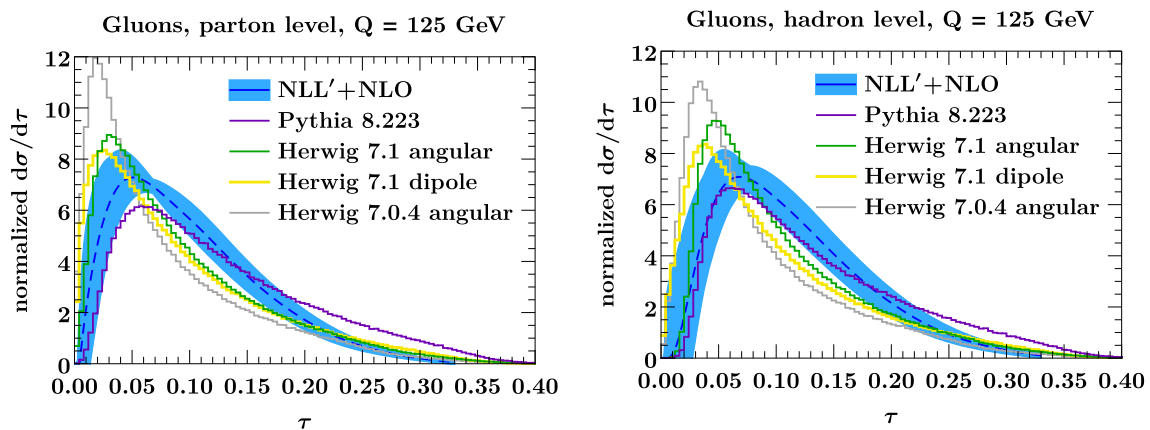 Gluons, parton level, Q = 125 GeV
normalized dσ/dτ
12
10
8
6
4
2
0
NLL′+NLO
Pythia 8.223
Herwig 7.1 angular
Herwig 7.1 dipole
Herwig 7.0.4 angular
0.00 0.05 0.10 0.15 0.20 0.25 0.30 0.35 0.40
τ
Gluons, hadron level, Q = 125 GeV
normalized dσ/dτ
12
10
8
6
4
2
0
NLL′+NLO
Pythia 8.223
Herwig 7.1 angular
Herwig 7.1 dipole
Herwig 7.0.4 angular
0.00 0.05 0.10 0.15 0.20 0.25 0.30 0.35 0.40
τ